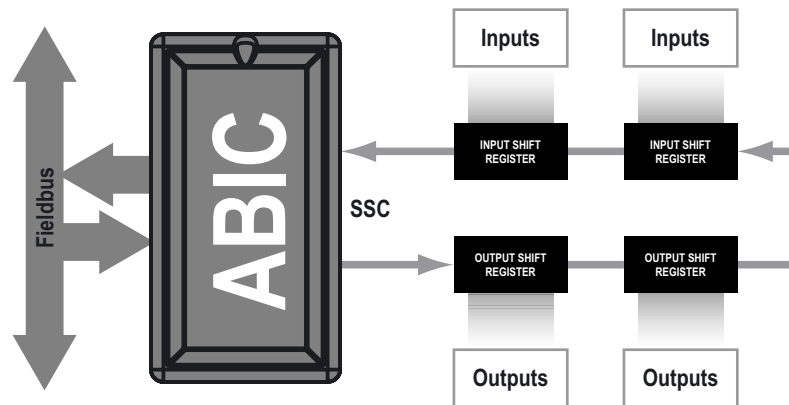 Fieldbus
ABIC
SSC
Inputs
Inputs
INPUT SHIFT
REGISTER
INPUT SHIFT
REGISTER
OUTPUT SHIFT
REGISTER
OUTPUT SHIFT
REGISTER
Outputs
Outputs